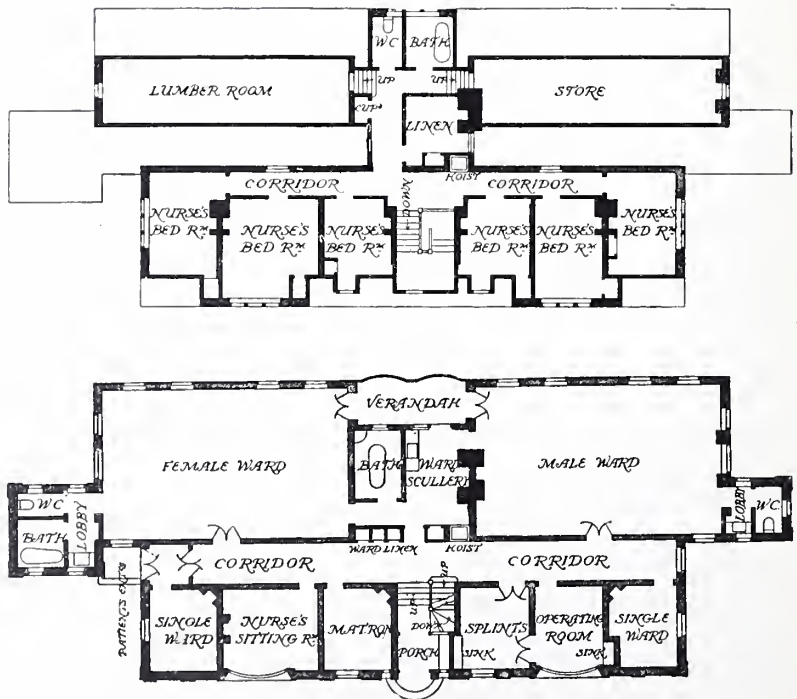 WC
BATH
LUMBER ROOM
UP
UP
STORE
CUPD
LINEN
HOIST
CORRIDOR
CORRIDOR
DOWN
NURSE'S
BED RM
NURSE'S
BED RM
NURSE'S
BED RM
NURSE'S
BED RM
NURSE'S
BED RM
NURSE'S
BED RM
VERANDAH
FEMALE WARD
BATH
WARD
SCULLERY
MALE WARD
WC
LOBBY
BATH
LOBBY
WC
WARD LINEN
HOIST
CORRIDOR
CORRIDOR
PATIENTS ENTCE
UP
UP
DOWN
SINGLE
WARD
NURSE'S
SITTING RM
MATRON
PORCH
SPLINTS
SINK
OPERATING
ROOM
SINK
SINGLE
WARD